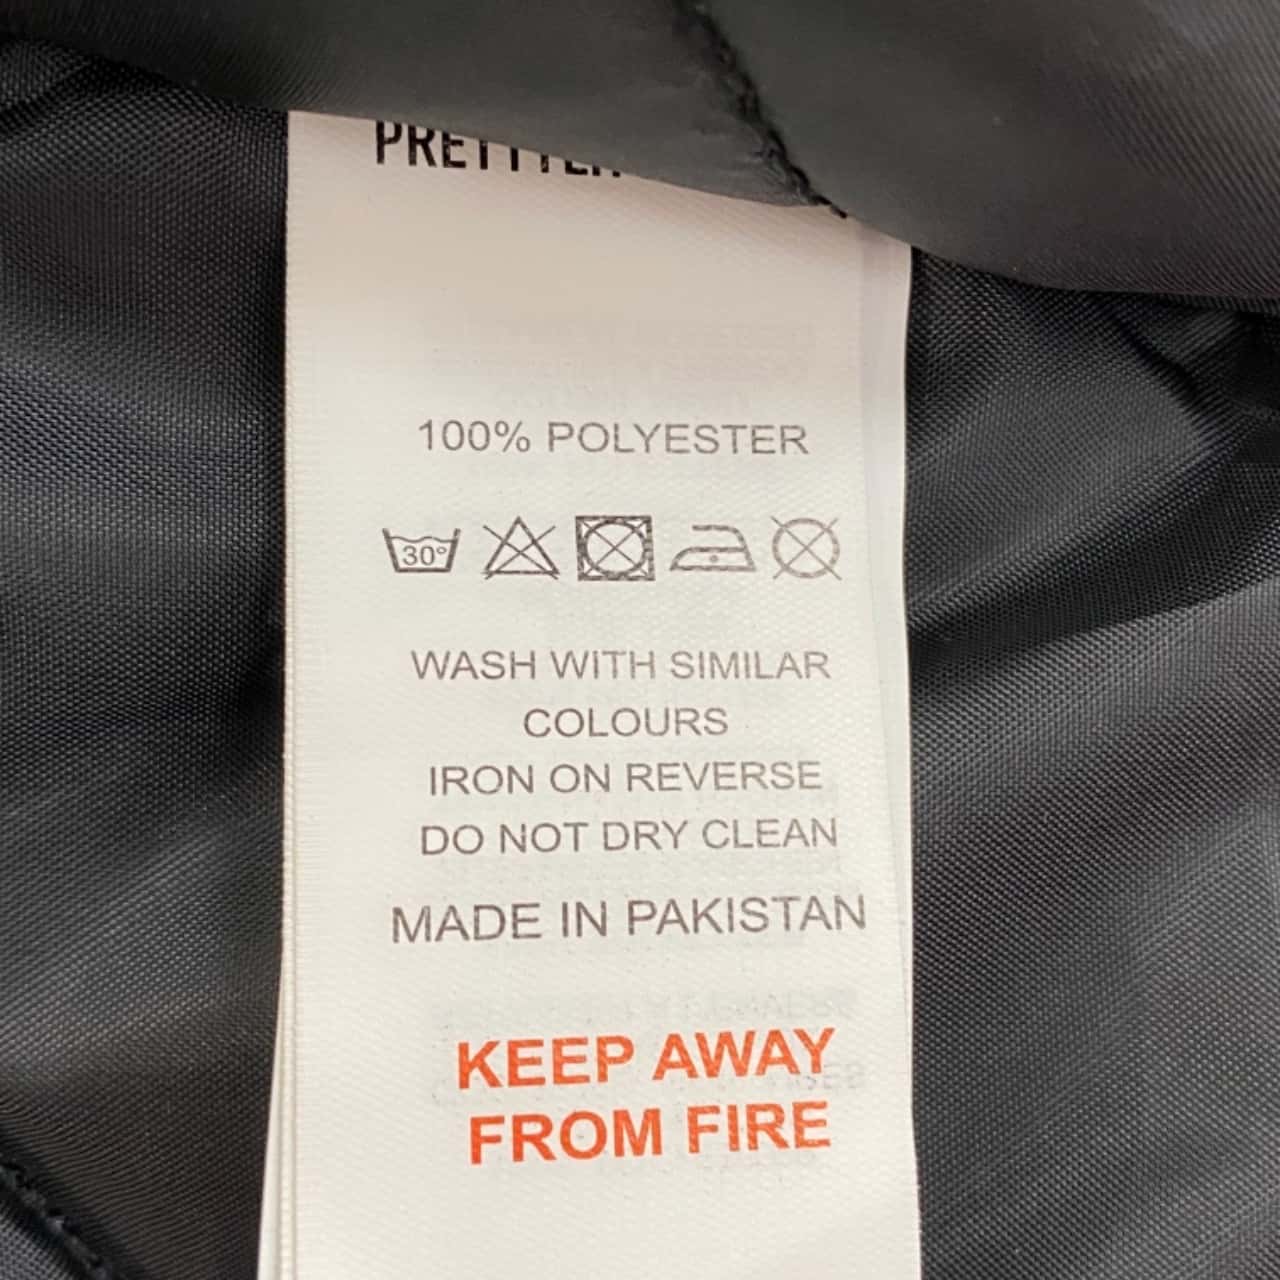 100% POLYESTER
30°
WASH WITH SIMILAR
COLOURS
IRON ON REVERSE
DO NOT DRY CLEAN
MADE IN PAKISTAN
KEEP AWAY
FROM FIRE